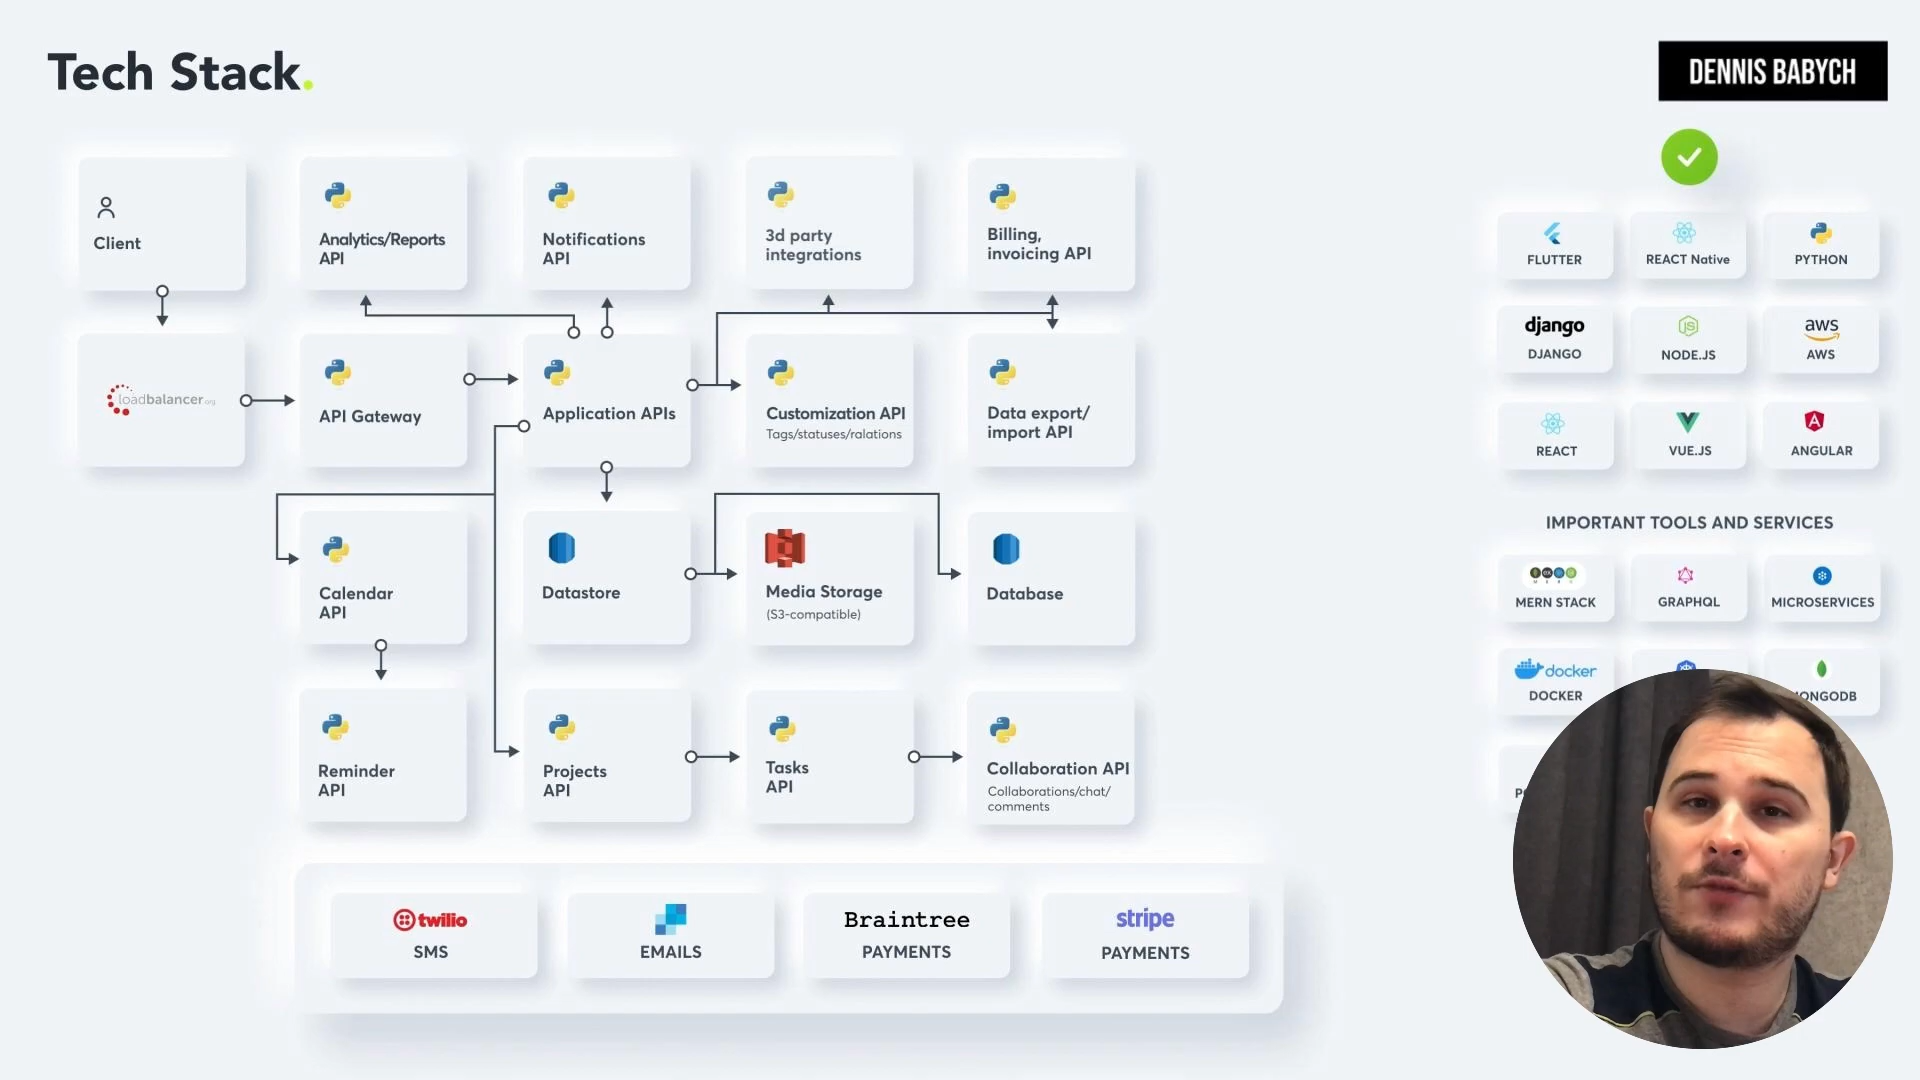 Tech Stack.
DENNIS BABYCH
Client
Analytics/Reports
API
Notifications
API
3d party
integrations
Billing,
invoicing API
loadbalancer.org
API Gateway
Application APIs
Customization API
Tags/statuses/ralations
Data export/
import API
Calendar
API
Datastore
Media Storage
(S3-compatible)
Database
Reminder
API
Projects
API
Tasks
API
Collaboration API
Collaborations/chat/
comments
twilio
SMS
EMAILS
Braintree
PAYMENTS
stripe
PAYMENTS
FLUTTER
REACT Native
PYTHON
django
DJANGO
JS
NODE.JS
aws
AWS
REACT
VUE.JS
ANGULAR
IMPORTANT TOOLS AND SERVICES
MERN STACK
GRAPHQL
MICROSERVICES
docker
DOCKER